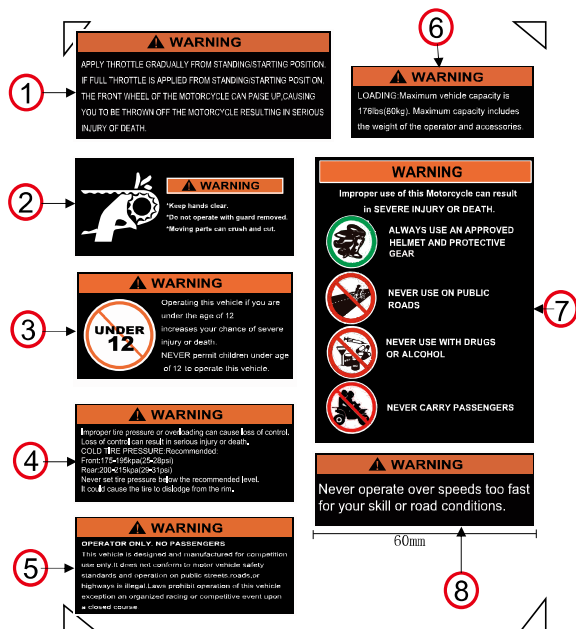 1
WARNING
APPLY THROTTLE GRADUALLY FROM STANDING/STARTING POSITION.
IF FULL THROTTLE IS APPLIED FROM STANDING/STARTING POSITION,
THE FRONT WHEEL OF THE MOTORCYCLE CAN PAISE UP,CAUSING
YOU TO BE THROWN OFF THE MOTORCYCLE RESULTING IN SERIOUS
INJURY OF DEATH.
2
WARNING
*Keep hands clear.
*Do not operate with guard removed.
*Moving parts can crush and cut.
3
WARNING
UNDER
12
Operating this vehicle if you are
under the age of 12
increases your chance of severe
injury or death.
NEVER permit children under age
of 12 to operate this vehicle.
4
WARNING
Improper tire pressure or overloading can cause loss of control.
Loss of control can result in serious injury or death.
COLD TIRE PRESSURE:Recommended:
Front:175-195kpa(25-28psi)
Rear:200-215kpa(29-31psi)
Never set tire pressure below the recommended level.
It could cause the tire to dislodge from the rim.
5
WARNING
OPERATOR ONLY. NO PASSENGERS
This vehicle is designed and manufactured for competition
use only.It does not conform to motor vehicle safety
standards and operation on public streets,roads,or
highways is illegal.Laws prohibit operation of this vehicle
exception an organized racing or competitive event upon
a closed course
6
WARNING
LOADING:Maximum vehicle capacity is
176lbs(80kg). Maximum capacity includes
the weight of the operator and accessories.
7
WARNING
Improper use of this Motorcycle can result
in SEVERE INJURY OR DEATH.
ALWAYS USE AN APPROVED
HELMET AND PROTECTIVE
GEAR
NEVER USE ON PUBLIC
ROADS
NEVER USE WITH DRUGS
OR ALCOHOL
NEVER CARRY PASSENGERS
WARNING
Never operate over speeds too fast
for your skill or road conditions.
60mm
8